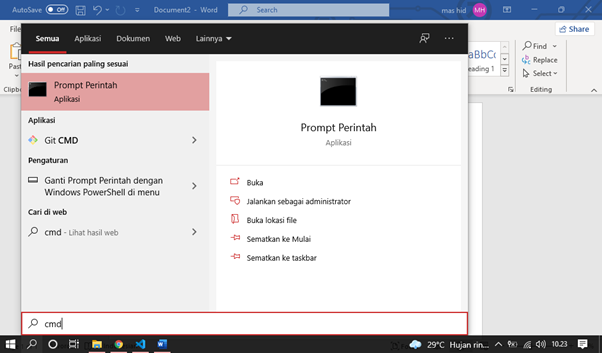 AutoSave Off
Document2 - Word
Search
mas hid
MH
Fil
Share
Past
Clipbo
Heading 1
Find
Replace
Select
Editing
Semua Aplikasi Dokumen Web Lainnya
Hasil pencarian paling sesuai
Prompt Perintah
Aplikasi
Aplikasi
Git CMD
Pengaturan
Ganti Prompt Perintah dengan
Windows PowerShell di menu
Cari di web
cmd - Lihat hasil web
Prompt Perintah
Aplikasi
Buka
Jalankan sebagai administrator
Buka lokasi file
Sematkan ke Mulai
Sematkan ke taskbar
cmd
29°C Hujan rin...
10.23